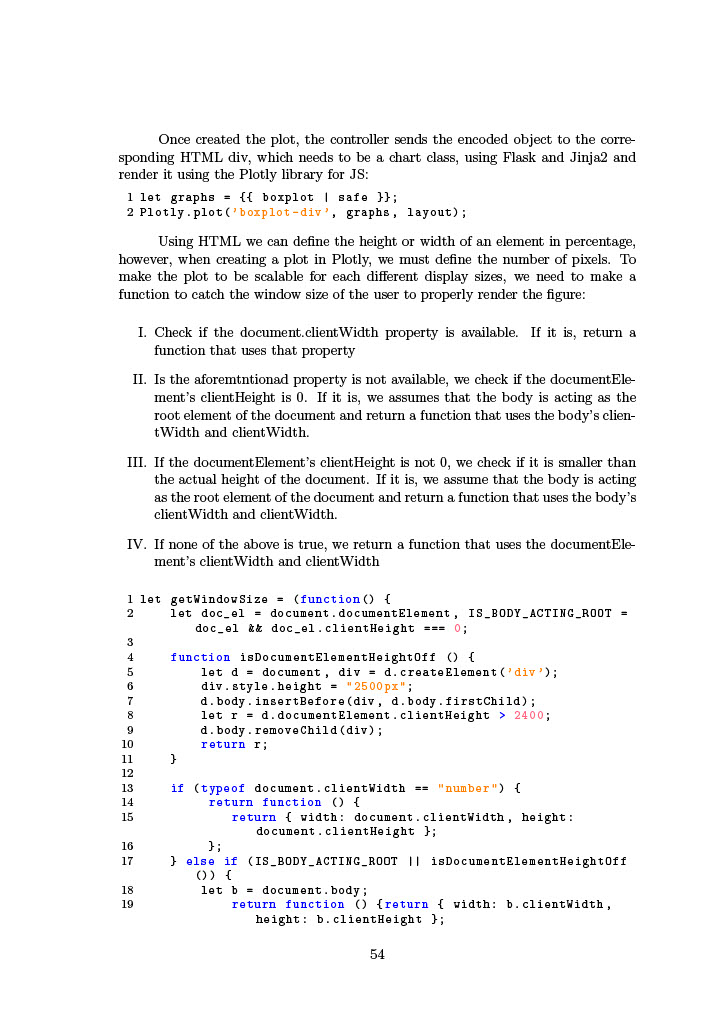 Once created the plot, the controller sends the encoded object to the corre-
sponding HTML div, which needs to be a chart class, using Flask and Jinja2 and
render it using the Plotly library for JS:
1 let graphs = {{ boxplot | safe }};
2 Plotly.plot('boxplot-div', graphs, layout);
Using HTML we can define the height or width of an element in percentage,
however, when creating a plot in Plotly, we must define the number of pixels. To
make the plot to be scalable for each different display sizes, we need to make a
function to catch the window size of the user to properly render the figure:
I. Check if the document.clientWidth property is available. If it is, return a
function that uses that property
II. Is the aforemtntionad property is not available, we check if the documentEle-
ment's clientHeight is 0. If it is, we assumes that the body is acting as the
root element of the document and return a function that uses the body's clien-
tWidth and clientWidth.
III. If the documentElement's clientHeight is not 0, we check if it is smaller than
the actual height of the document. If it is, we assume that the body is acting
as the root element of the document and return a function that uses the body's
clientWidth and clientWidth.
IV. If none of the above is true, we return a function that uses the documentEle-
ment's clientWidth and clientWidth
1 let getWindowSize = (function() {
2 let doc_el = document.documentElement, IS_BODY_ACTING_ROOT =
doc_el && doc_el.clientHeight === 0;
3
4 function isDocumentElementHeightOff () {
5 let d = document, div = d.createElement('div');
6 div.style.height = "2500px";
7 d.body.insertBefore(div, d.body.firstChild);
8 let r = d.documentElement.clientHeight > 2400;
9 d.body.removeChild(div);
10 return r;
11 }
12
13 if (typeof document.clientWidth == "number") {
14 return function () {
15 return { width: document.clientWidth, height:
document.clientHeight };
16 };
17 } else if (IS_BODY_ACTING_ROOT || isDocumentElementHeightOff
()) {
18 let b = document.body;
19 return function () {return { width: b.clientWidth,
height: b.clientHeight };
54